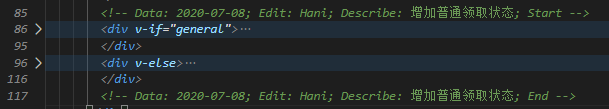 85 <!-- Data: 2020-07-08; Edit: Hani; Describe: 增加普通领取状态; Start -->
86 <div v-if="general">…
95 </div>
96 <div v-else>…
116 </div>
117 <!-- Data: 2020-07-08; Edit: Hani; Describe: 增加普通领取状态; End -->